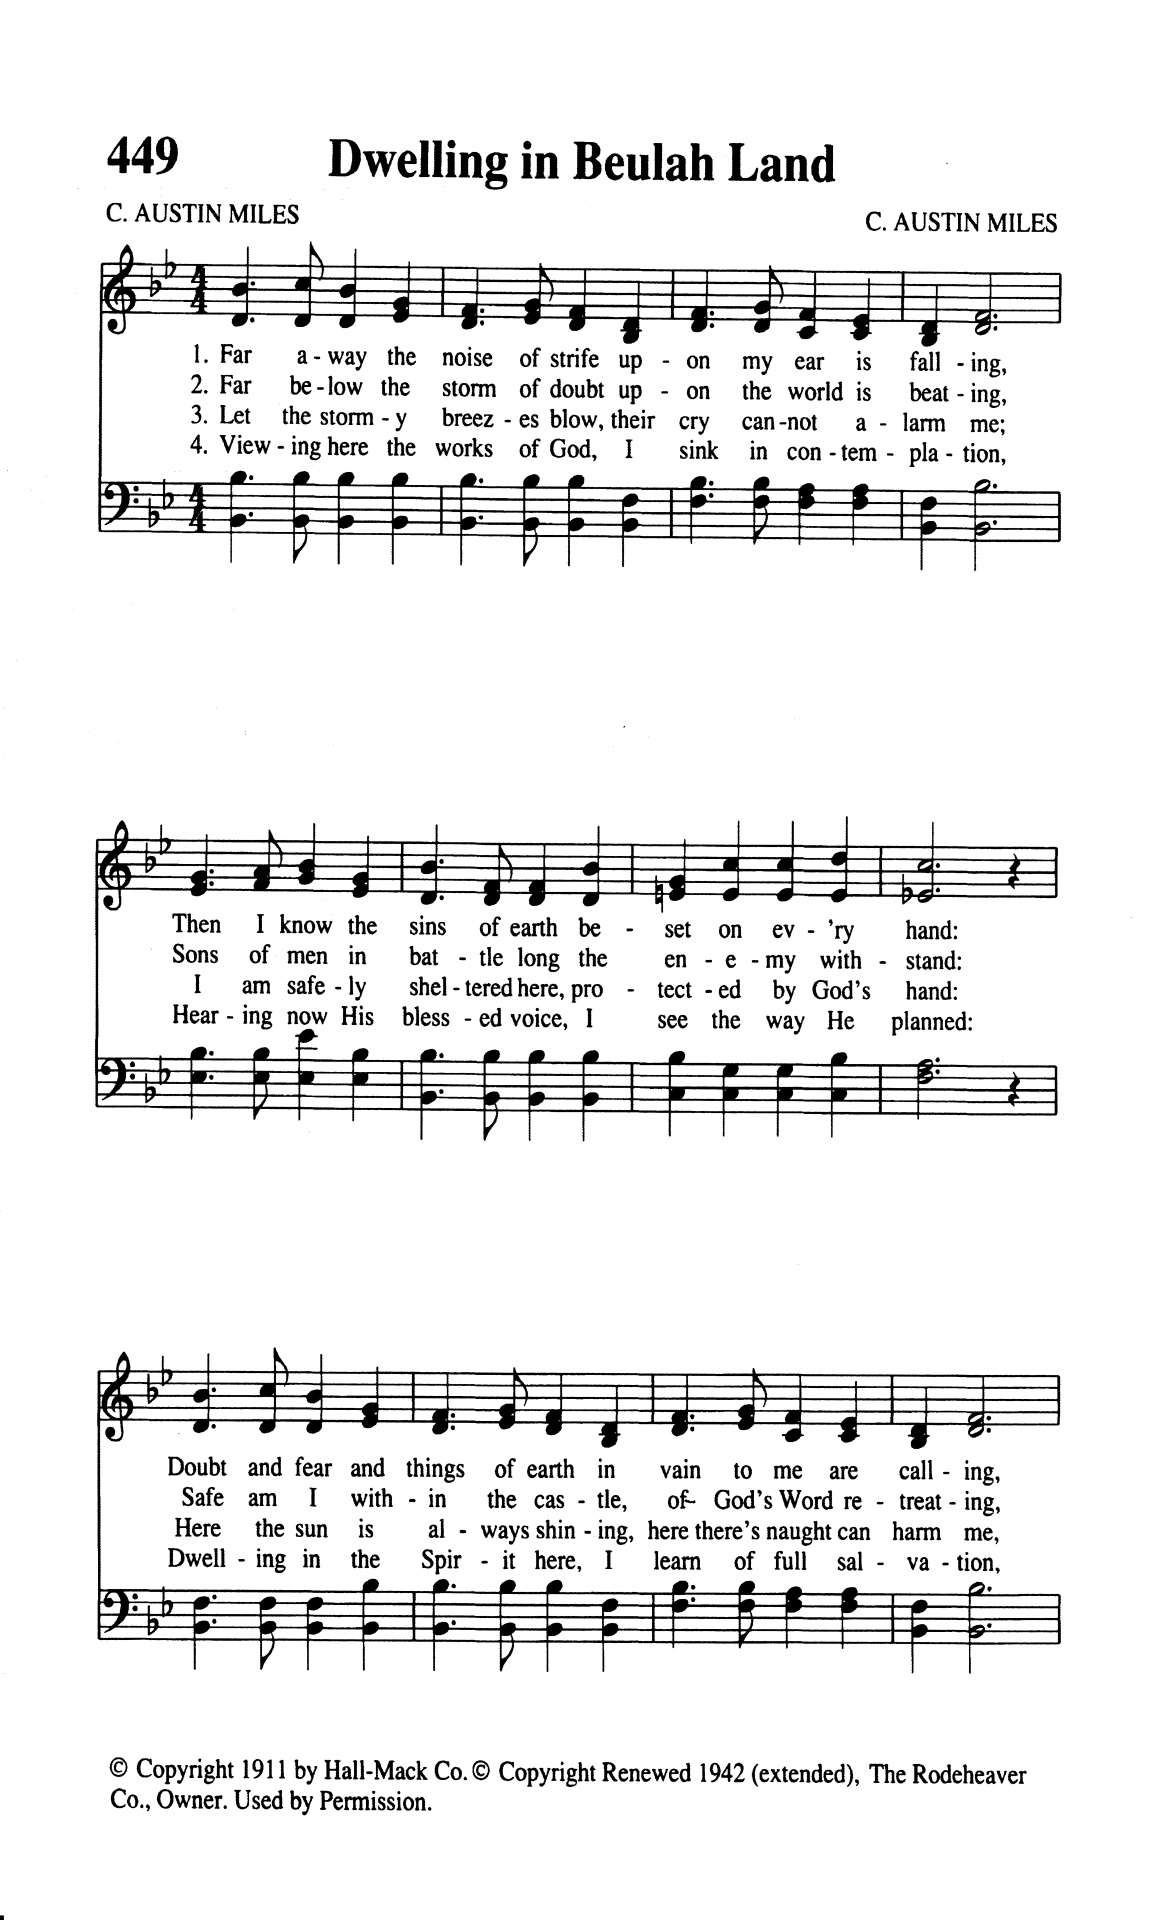 449 Dwelling in Beulah Land
C. AUSTIN MILES C. AUSTIN MILES
1. Far a - way the noise of strife up - on my ear is fall - ing,
2. Far be - low the storm of doubt up - on the world is beat - ing,
3. Let the storm - y breez - es blow, their cry can - not a - larm me;
4. View - ing here the works of God, I sink in con - tem - pla - tion,
Then I know the sins of earth be - set on ev - 'ry hand:
Sons of men in bat - tle long the en - e - my with - stand:
I am safe - ly shel - tered here, pro - tect - ed by God's hand:
Hear - ing now His bless - ed voice, I see the way He planned:
Doubt and fear and things of earth in vain to me are call - ing,
Safe am I with - in the cas - tle, of God's Word re - treat - ing,
Here the sun is al - ways shin - ing, here there's naught can harm me,
Dwell - ing in the Spir - it here, I learn of full sal - va - tion,
© Copyright 1911 by Hall-Mack Co. © Copyright Renewed 1942 (extended), The Rodeheaver
Co., Owner. Used by Permission.